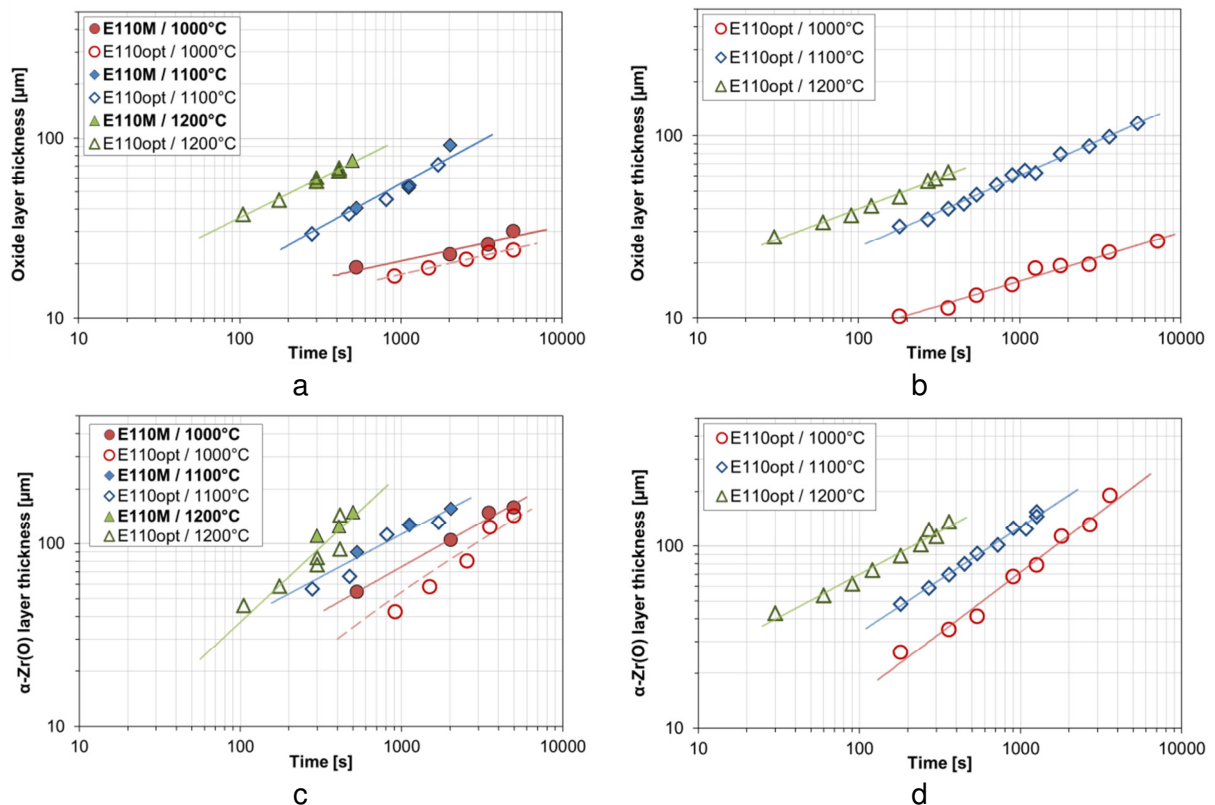 E110M / 1000°C
E110opt / 1000°C
E110M / 1100°C
E110opt / 1100°C
E110M / 1200°C
E110opt / 1200°C
Oxide layer thickness [µm]
100
10
10
100
1000
10000
Time [s]
a
E110opt / 1000°C
E110opt / 1100°C
E110opt / 1200°C
Oxide layer thickness [µm]
100
10
10
100
1000
10000
Time [s]
b
E110M / 1000°C
E110opt / 1000°C
E110M / 1100°C
E110opt / 1100°C
E110M / 1200°C
E110opt / 1200°C
α-Zr(O) layer thickness [µm]
100
10
10
100
1000
10000
Time [s]
c
E110opt / 1000°C
E110opt / 1100°C
E110opt / 1200°C
α-Zr(O) layer thickness [µm]
100
10
10
100
1000
10000
Time [s]
d